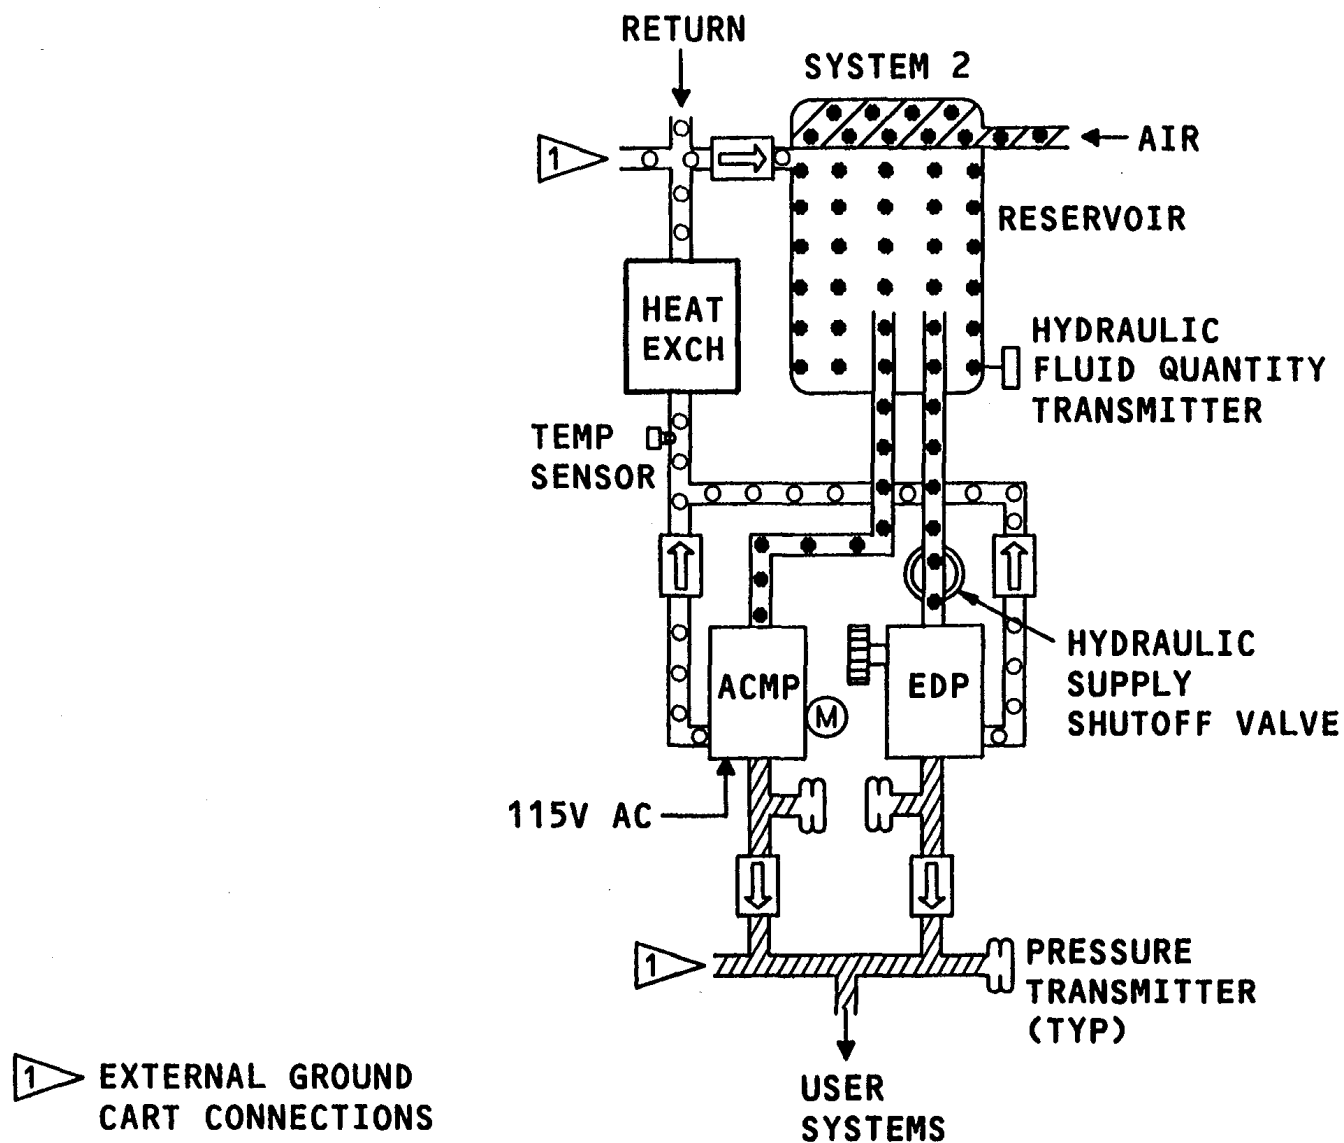 RETURN
SYSTEM 2
1
AIR
RESERVOIR
HEAT
EXCH
HYDRAULIC
FLUID QUANTITY
TRANSMITTER
TEMP
SENSOR
ACMP
M
EDP
HYDRAULIC
SUPPLY
SHUTOFF VALVE
115V AC
1
PRESSURE
TRANSMITTER
(TYP)
USER
SYSTEMS
1 EXTERNAL GROUND
CART CONNECTIONS